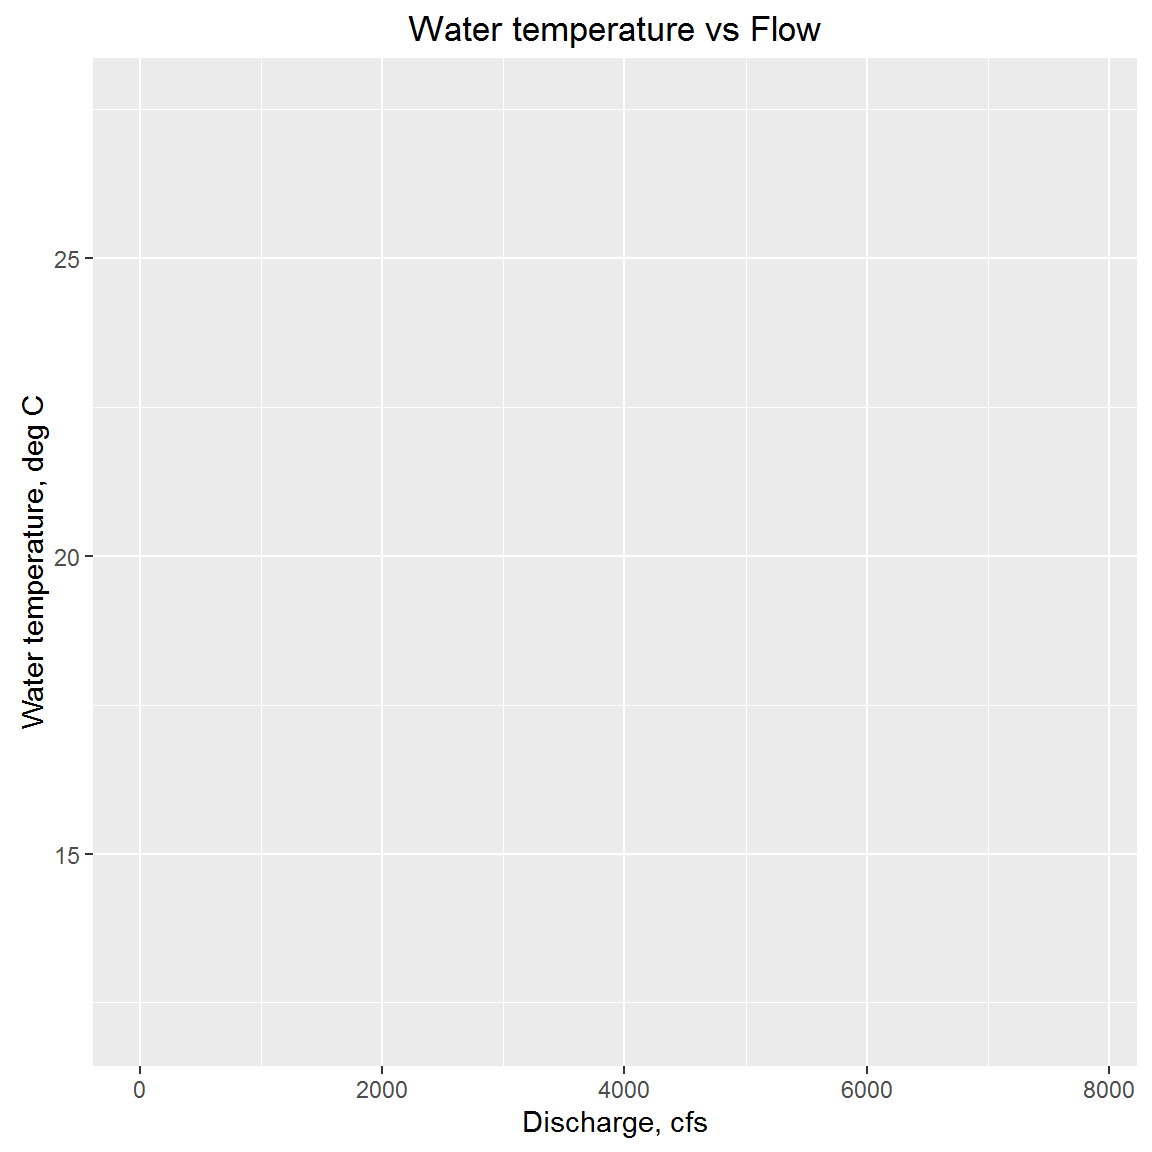 Water temperature vs Flow
Water temperature, deg C
25
20
15
0 2000 4000 6000 8000
Discharge, cfs